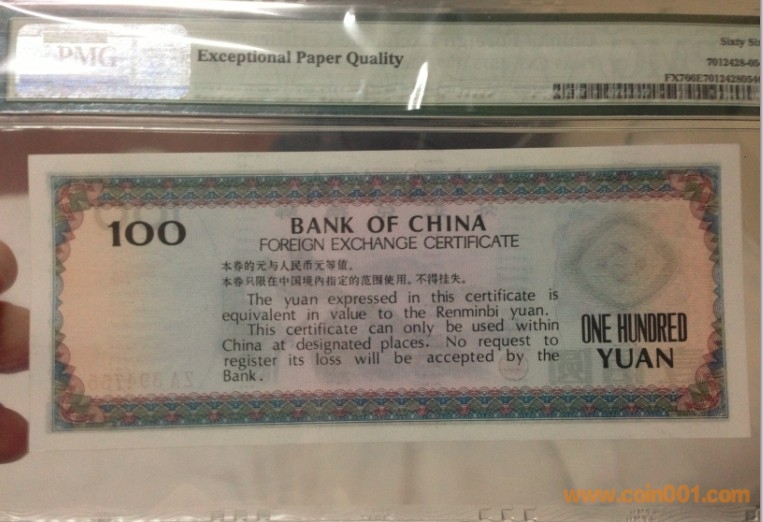 PMG
Exceptional Paper Quality
Sixty Si
7012428-05
FX706E70124280546
100
BANK OF CHINA
FOREIGN EXCHANGE CERTIFICATE
本券的元与人民币元等值。
本券只限在中国境内指定的范围使用。不得挂失。
The yuan expressed in this certificate is
equivalent in value to the Renminbi yuan.
This certificate can only be used within
China at designated places. No request to
register its loss will be accepted by the
Bank.
ONE HUNDRED
YUAN
www.coin001.com